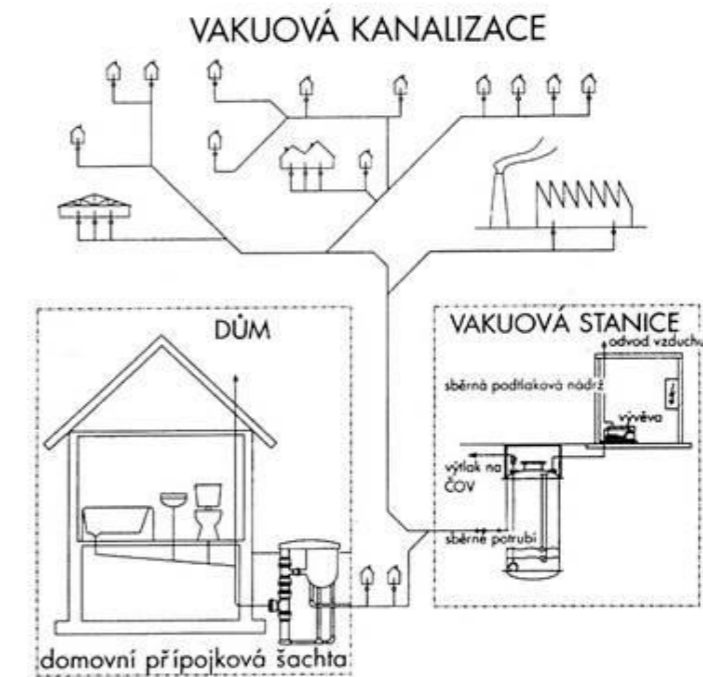 VAKUOVÁ KANALIZACE
DŮM
VAKUOVÁ STANICE
odvod vzduchu
sběrná podtlaková nádrž
vývěva
výtlak na
ČOV
sběrné potrubí
domovní přípojková šachta